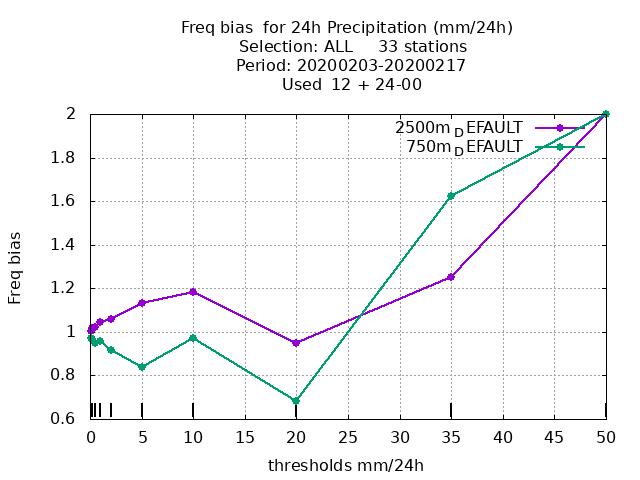 Freq bias  for 24h Precipitation (mm/24h)
Selection: ALL     33 stations
Period: 20200203-20200217
Used  12 + 24-00
2500m_DEFAULT
750m_DEFAULT
Freq bias
2
1.8
1.6
1.4
1.2
1
0.8
0.6
0 5 10 15 20 25 30 35 40 45 50
thresholds mm/24h